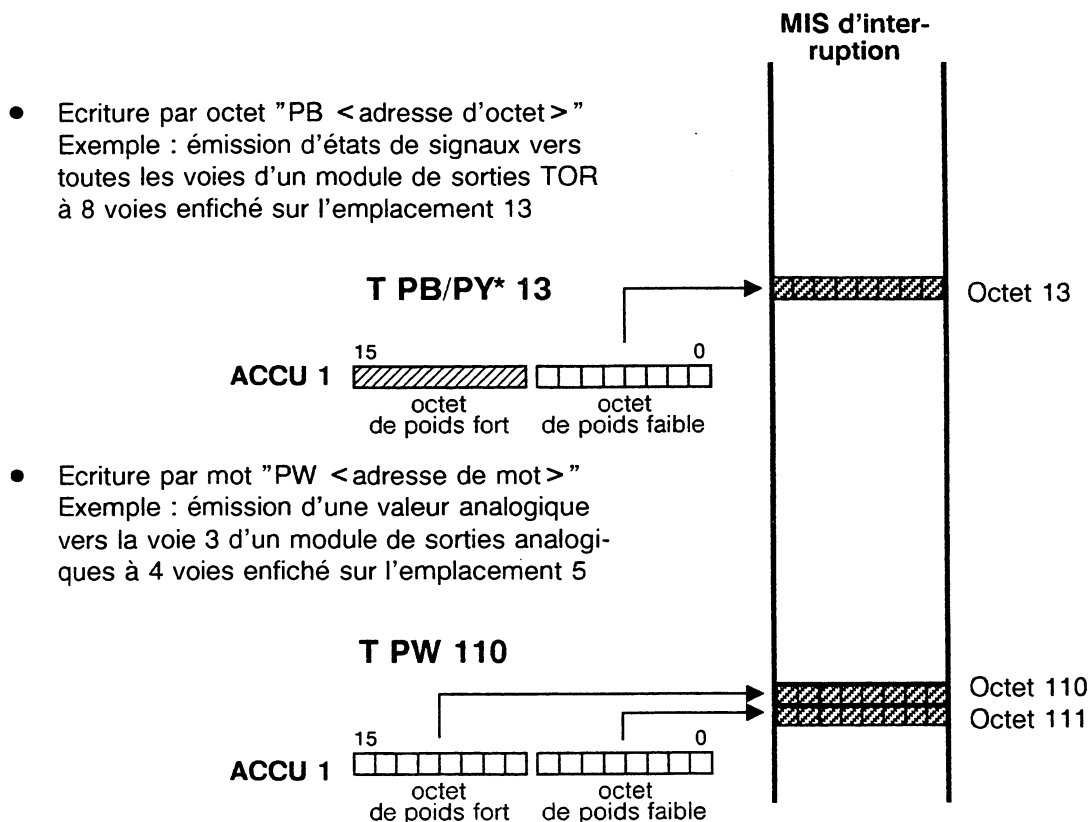 MIS d'inter-
ruption
● Ecriture par octet "PB <adresse d'octet>"
Exemple : émission d'états de signaux vers
toutes les voies d'un module de sorties TOR
à 8 voies enfiché sur l'emplacement 13
T PB/PY* 13
Octet 13
15 0
ACCU 1
octet octet
de poids fort de poids faible
● Ecriture par mot "PW <adresse de mot>"
Exemple : émission d'une valeur analogique
vers la voie 3 d'un module de sorties analogi-
ques à 4 voies enfiché sur l'emplacement 5
T PW 110
Octet 110
Octet 111
15 0
ACCU 1
octet octet
de poids fort de poids faible